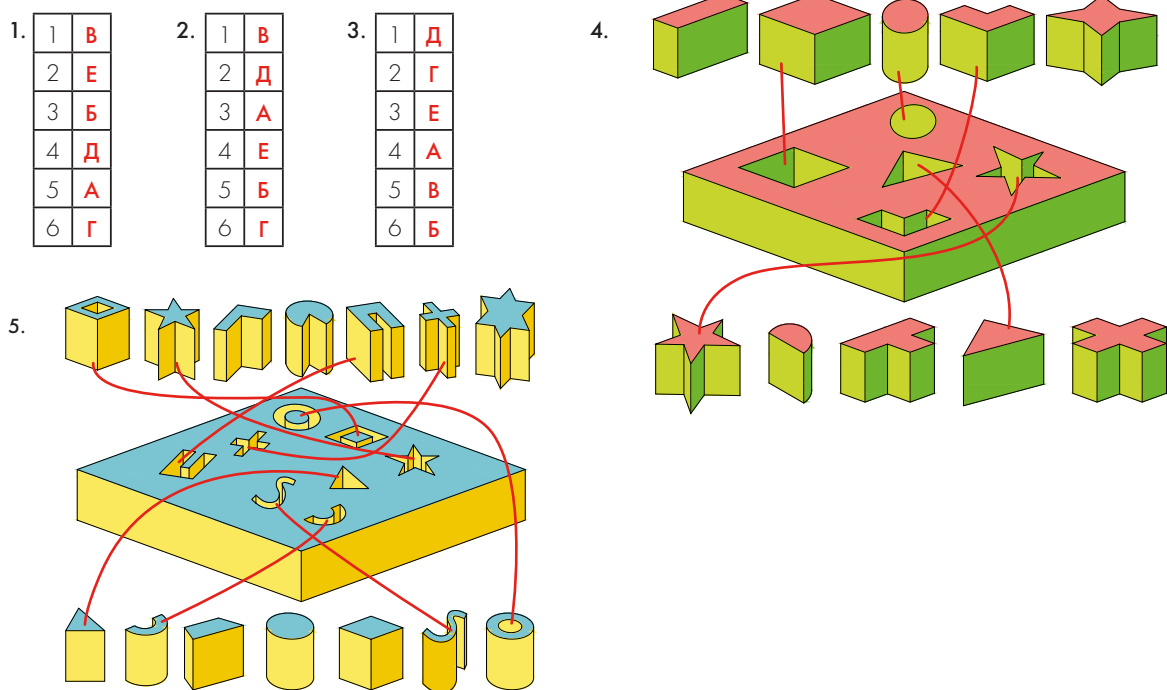 1.
1 В
2 Е
3 Б
4 Д
5 А
6 Г
2.
1 В
2 Д
3 А
4 Е
5 Б
6 Г
3.
1 Д
2 Г
3 Е
4 А
5 В
6 Б
4.
5.